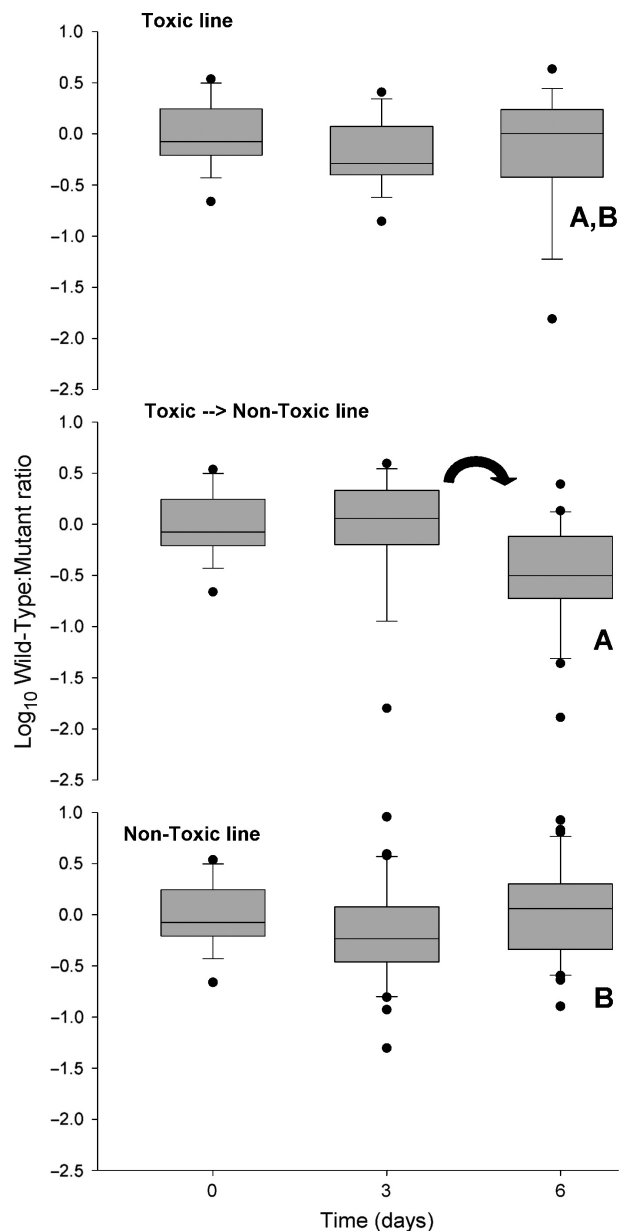 Toxic line
1.0
0.5
0.0
−0.5
−1.0
−1.5
−2.0
−2.5
A,B
Toxic --> Non-Toxic line
1.0
0.5
0.0
−0.5
−1.0
−1.5
−2.0
−2.5
A
Log10 Wild-Type:Mutant ratio
Non-Toxic line
1.0
0.5
0.0
−0.5
−1.0
−1.5
−2.0
−2.5
B
0 3 6
Time (days)